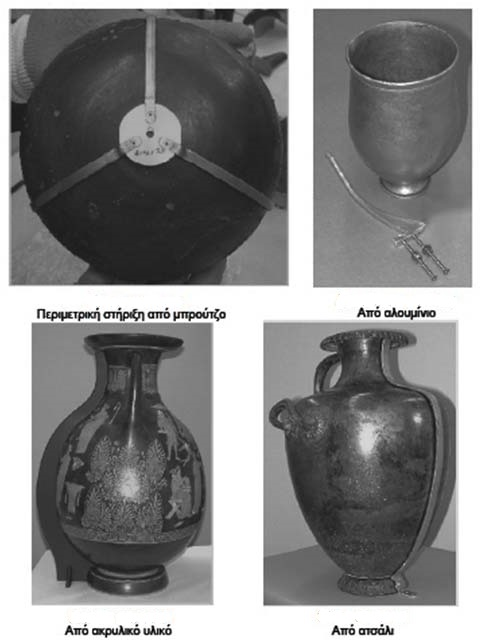 Περιμετρική στήριξη από μπρούτζο
Από αλουμίνιο
Από ακρυλικό υλικό
Από ατσάλι